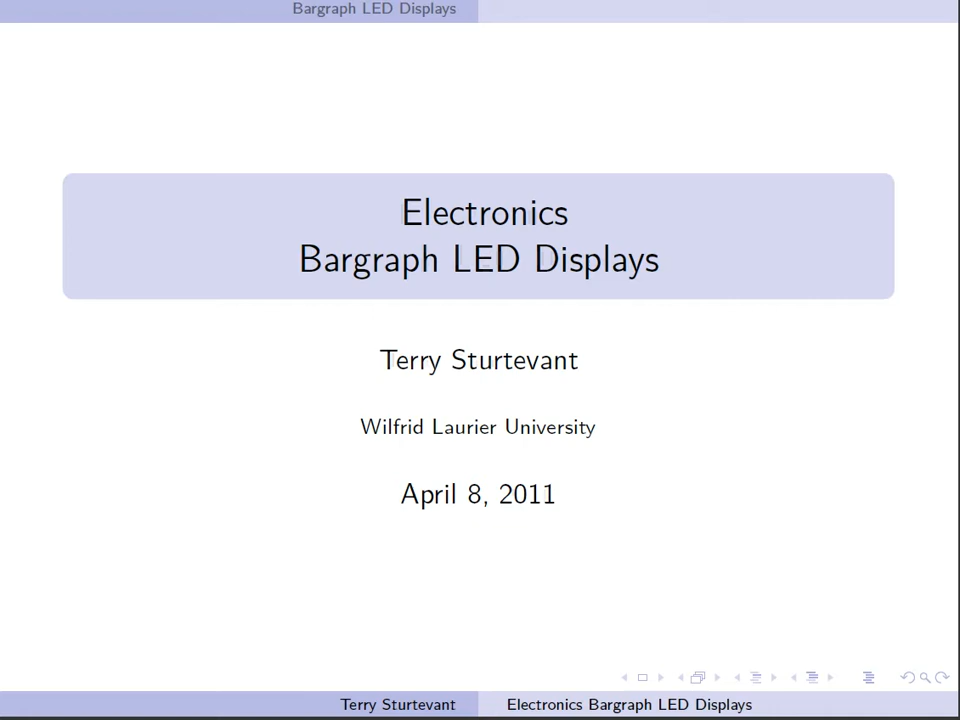 Bargraph LED Displays
Electronics
Bargraph LED Displays
Terry Sturtevant
Wilfrid Laurier University
April 8, 2011
Terry Sturtevant
Electronics Bargraph LED Displays